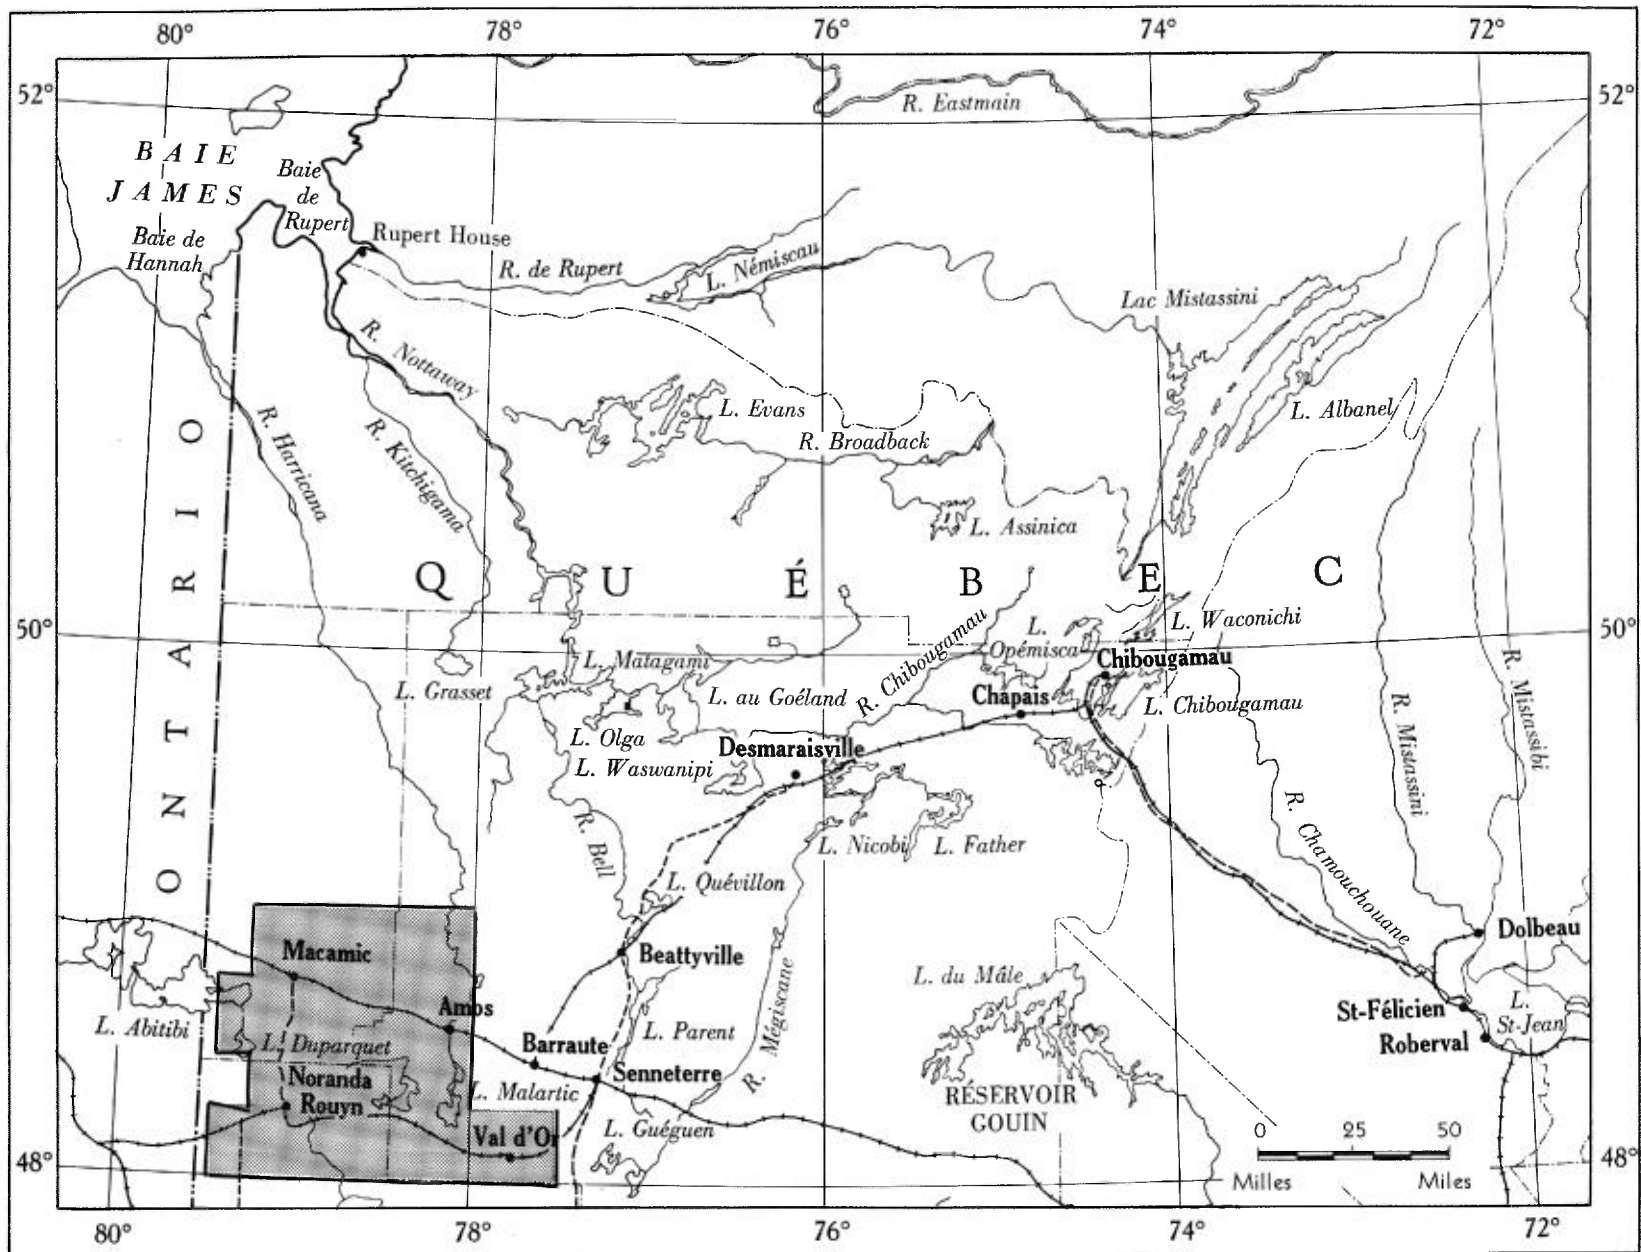 80° 78° 76° 74° 72°
52° 52°
R. Eastmain
BAIE
JAMES
Baie
de
Rupert
Baie de
Hannah
Rupert House
R. de Rupert
L. Némiscau
Lac Mistassini
R. Nottaway
L. Evans
L. Albanel
R. Broadback
R. Harricana
R. Kitchigama
L. Assinica
ONTARIO
QUÉBEC
50° 50°
L. Waconichi
L.
Opémisca
R. Chibougamau
Chibougamau
L. Matagami
L. Grasset
L. au Goéland
Chapais
L. Chibougamau
R. Mistassini
R. Mistassibi
L. Olga
Desmaraisville
L. Waswanipi
R. Bell
L. Nicobi
L. Father
R. Chamouchouane
L. Quévillon
Macamic
Beattyville
Dolbeau
L. du Mâle
R. Mégiscane
Amos
L. Abitibi
L. Duparquet
Barraute
L. Parent
St-Félicien
L.
St-Jean
Roberval
Noranda
Rouyn
L. Malartic
Senneterre
RÉSERVOIR
GOUIN
Val d'Or
L. Guéguen
0 25 50
Milles Miles
48° 48°
80° 78° 76° 74° 72°